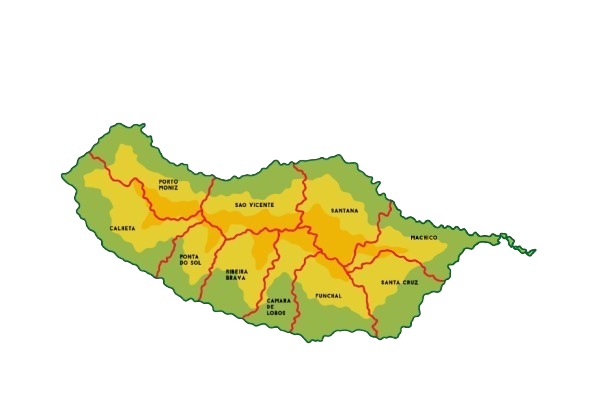 PORTO
MONIZ
SAO VICENTE
SANTANA
CALHETA
MACHICO
PONTA
DO SOL
RIBEIRA
BRAVA
SANTA CRUZ
CAMARA
DE
LOBOS
FUNCHAL